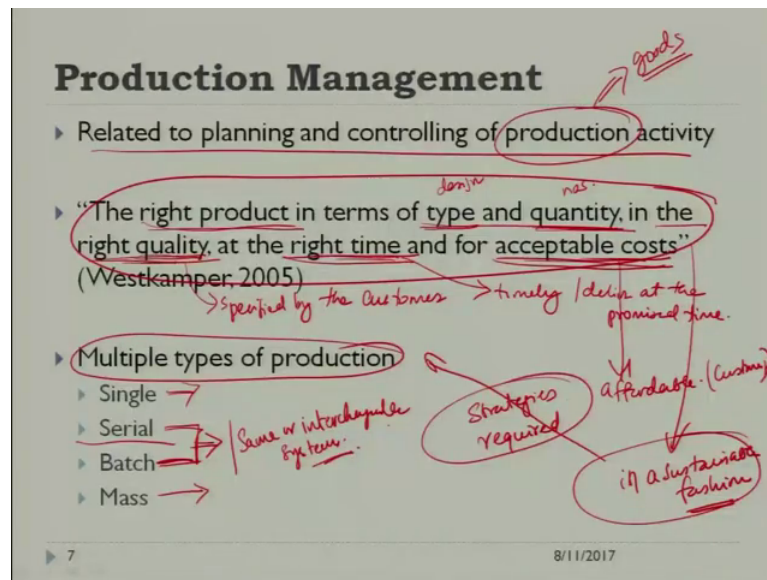 Production Management
goods
Related to planning and controlling of production activity
design
nos.
"The right product in terms of type and quantity, in the
right quality, at the right time and for acceptable costs"
(Westkamper, 2005)
specified by the customer
timely / deliver at the
promised time.
Multiple types of production
Single
Serial
Batch
Mass
Same or interchangeable
system.
Strategies
required
affordable. (Customer)
in a sustainable
fashion
7
8/11/2017